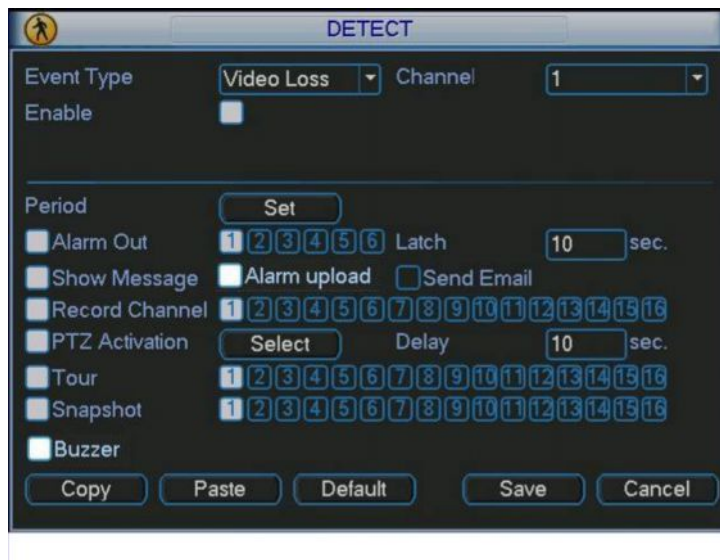 DETECT
Event Type Video Loss Channel 1
Enable
Period Set
Alarm Out 1 2 3 4 5 6 Latch 10 sec.
Show Message Alarm upload Send Email
Record Channel 1 2 3 4 5 6 7 8 9 10 11 12 13 14 15 16
PTZ Activation Select Delay 10 sec.
Tour 1 2 3 4 5 6 7 8 9 10 11 12 13 14 15 16
Snapshot 1 2 3 4 5 6 7 8 9 10 11 12 13 14 15 16
Buzzer
Copy Paste Default Save Cancel